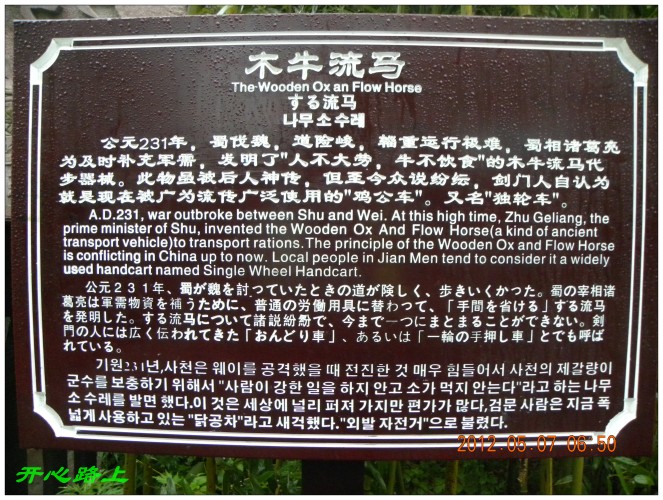 木牛流马
The Wooden Ox an Flow Horse
する流马
나무 소 수레
公元231年，蜀伐魏，道险峻，辎重运行极难，蜀相诸葛亮
为及时补充军需，发明了"人不大劳，牛不饮食"的木牛流马代
步器械。此物虽被后人神传，但至今众说纷纭，剑门人自认为
就是现在被广为流传广泛使用的"鸡公车"。又名"独轮车"。
A.D.231, war outbroke between Shu and Wei. At this high time, Zhu Geliang, the
prime minister of Shu, invented the Wooden Ox And Flow Horse(a kind of ancient
transport vehicle)to transport rations. The principle of the Wooden Ox and Flow Horse
is conflicting in China up to now. Local people in Jian Men tend to consider it a widely
used handcart named Single Wheel Handcart.
公元２３１年、蜀が魏を討つていたときの道が険しく、歩きいくかった。蜀の宰相诸
葛亮は軍需物資を補うために、普通の労働用具に替わつて、「手間を省ける」する流马
を発明した。する流马について諸説紛紛で、今まで一つにまとまることができない。剣
門の人には広く伝われてきた「おんどり車」、あるいは「一輪の手押し車」とでも呼ば
れている。
기원231년,사천은 웨이를 공격했을 때 전진한 것 매우 힘들어서 사천의 제갈량이
군수를 보충하기 위해서 "사람이 강한 일을 하지 안고 소가 먹지 안는다"라고 하는 나무
소 수레를 발면 했다.이 것은 세상에 널리 퍼져 가지만 편가가 많다,검문 사람은 지금 폭
넓게 사용하고 있는 "닭공차"라고 새각했다."외발 자전거"으로 불렀다.
2012.05.07 06:50
开心路上